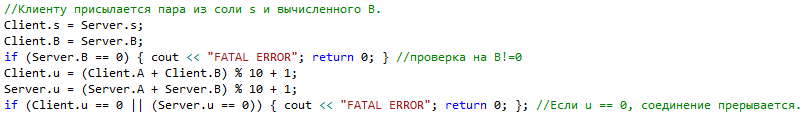 //Клиенту присылается пара из соли s и вычисленного B.
Client.s = Server.s;
Client.B = Server.B;
if (Server.B == 0) { cout << "FATAL ERROR"; return 0; } //проверка на B!=0
Client.u = (Client.A + Client.B) % 10 + 1;
Server.u = (Server.A + Server.B) % 10 + 1;
if (Client.u == 0 || (Server.u == 0)) { cout << "FATAL ERROR"; return 0; }; //Если u == 0, соединение прерывается.